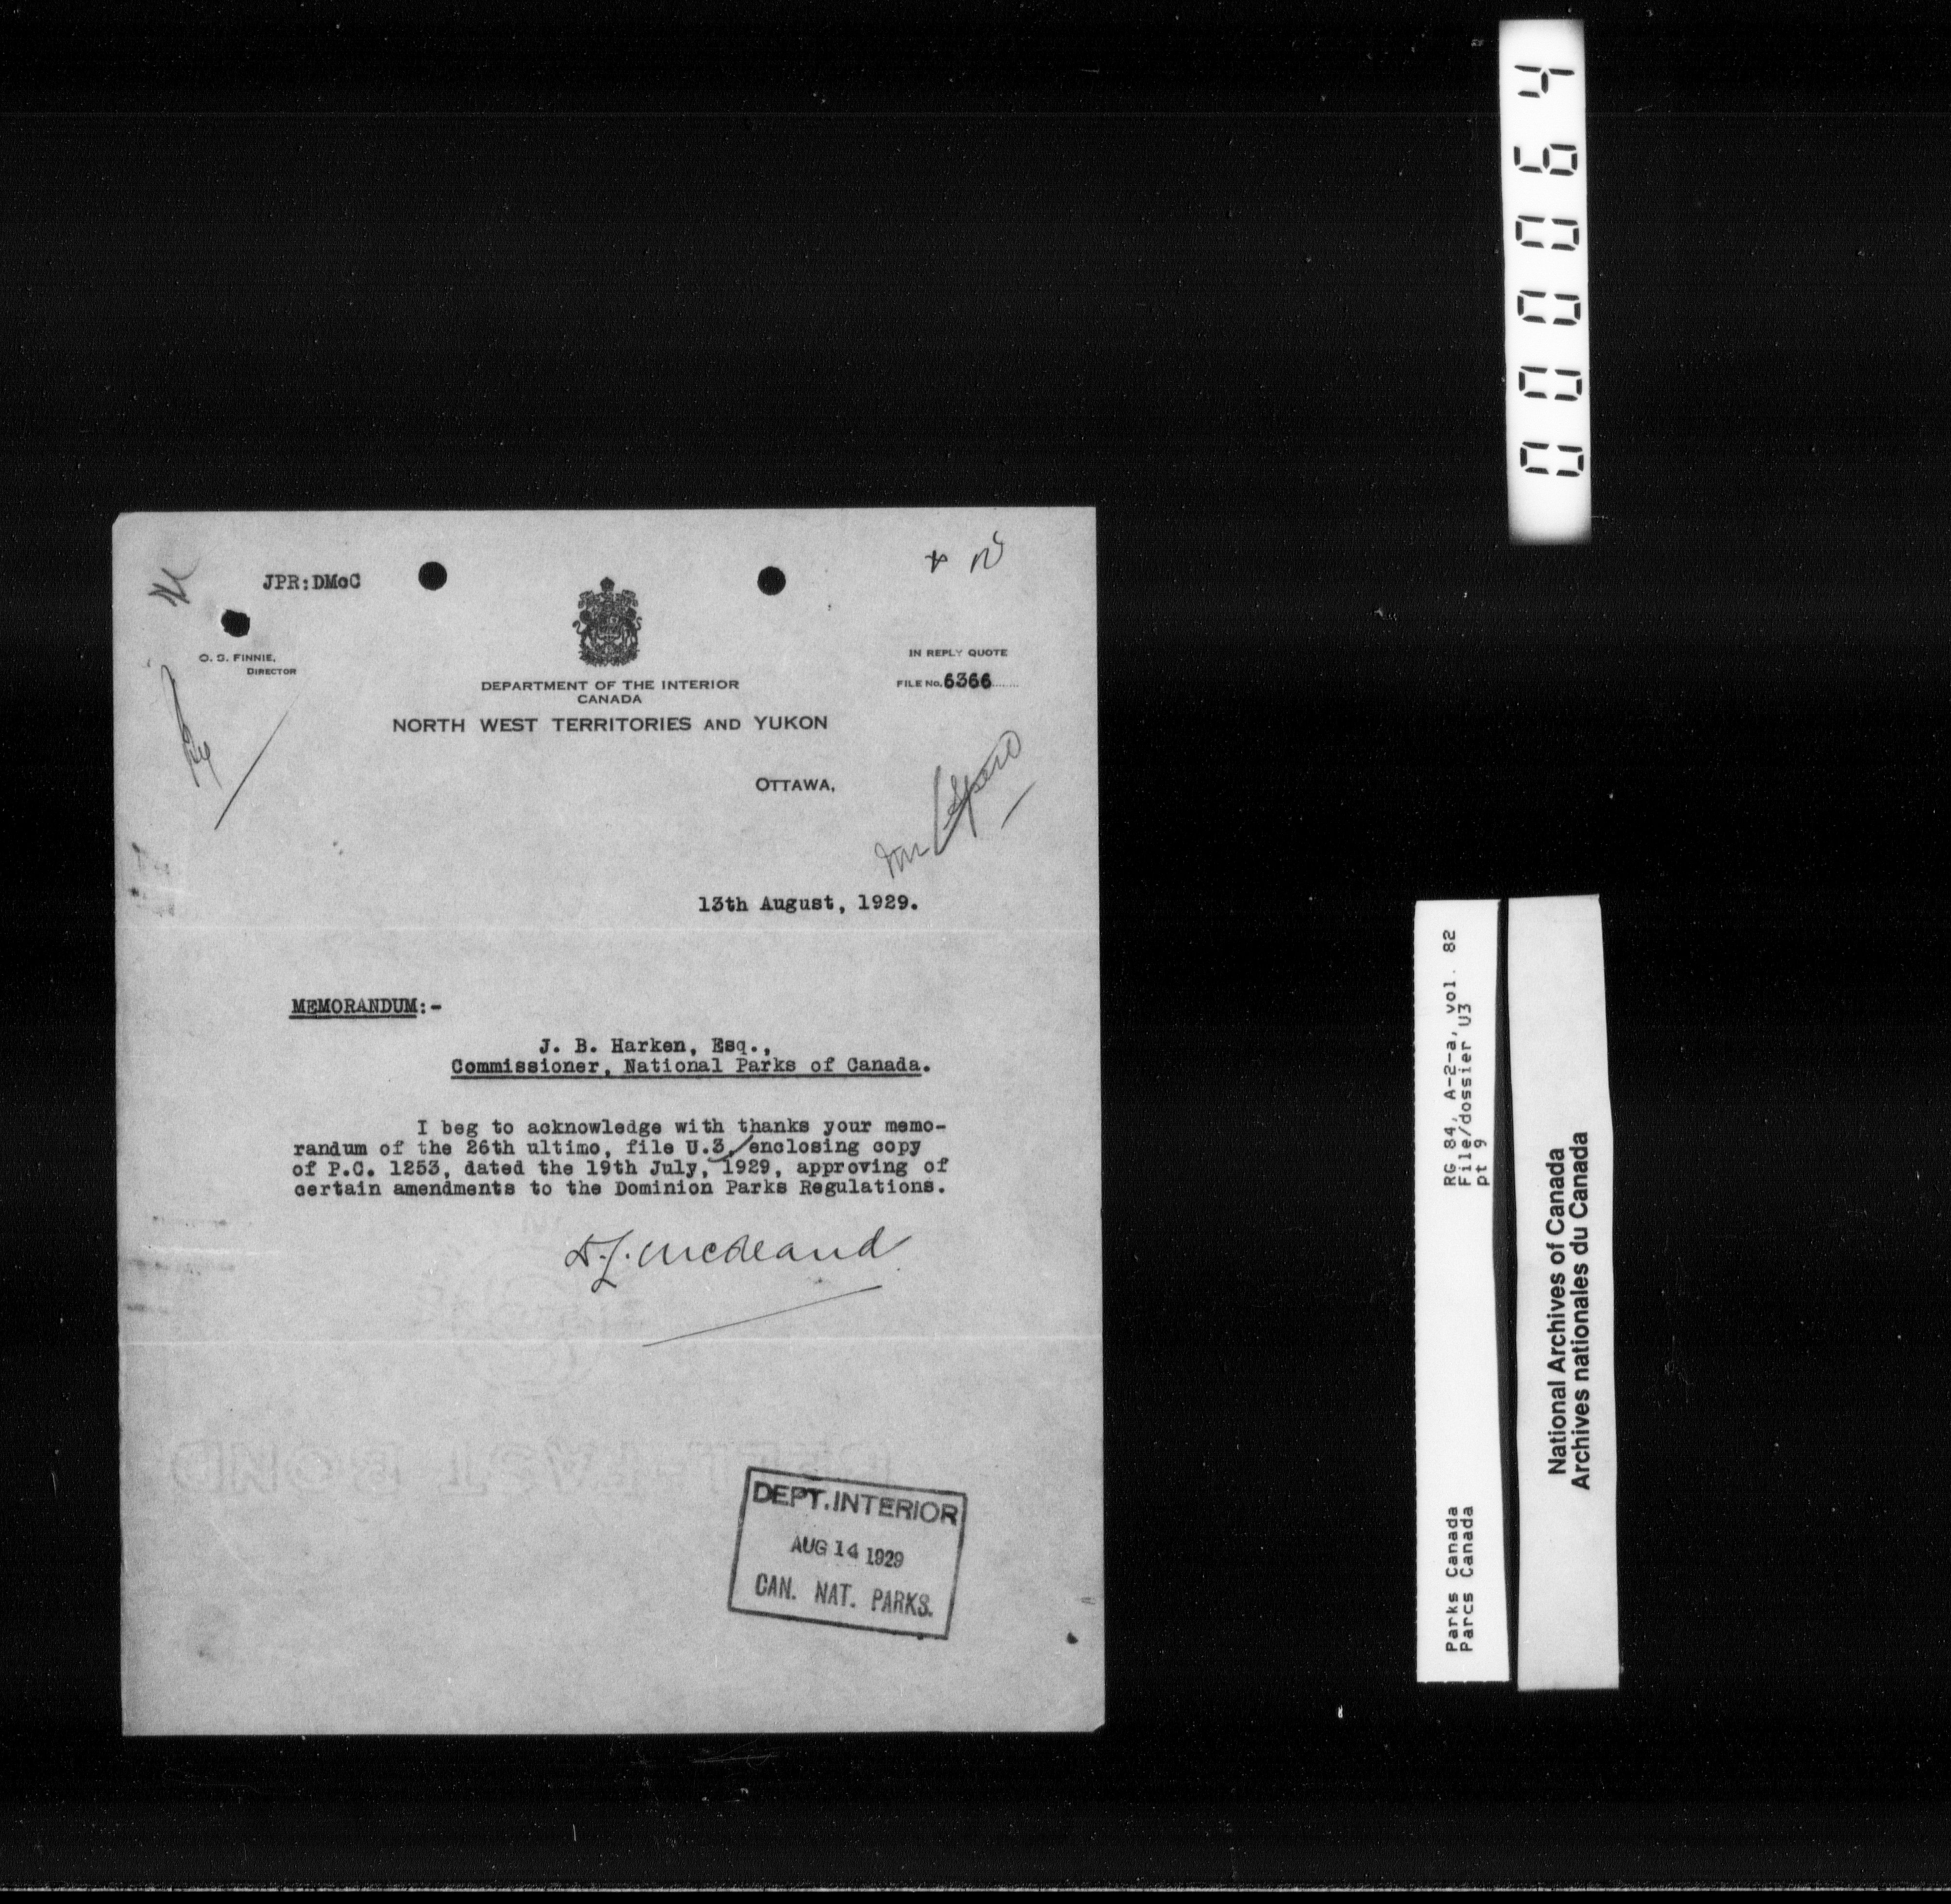 JPR:DMcC
O. S. FINNIE,
DIRECTOR
IN REPLY QUOTE
FILE No. 6366
DEPARTMENT OF THE INTERIOR
CANADA
NORTH WEST TERRITORIES AND YUKON
OTTAWA,
13th August, 1929.
MEMORANDUM:-
J. B. Harken, Esq.,
Commissioner, National Parks of Canada.
I beg to acknowledge with thanks your memo-
randum of the 26th ultimo, file U.3, enclosing copy
of P.C. 1253, dated the 19th July, 1929, approving of
certain amendments to the Dominion Parks Regulations.
DEPT. INTERIOR
AUG 14 1929
CAN. NAT. PARKS.
000064
RG 84, A-2-a, vol. 82
File/dossier U3
pt 9
Parks Canada
Parcs Canada
National Archives of Canada
Archives nationales du Canada